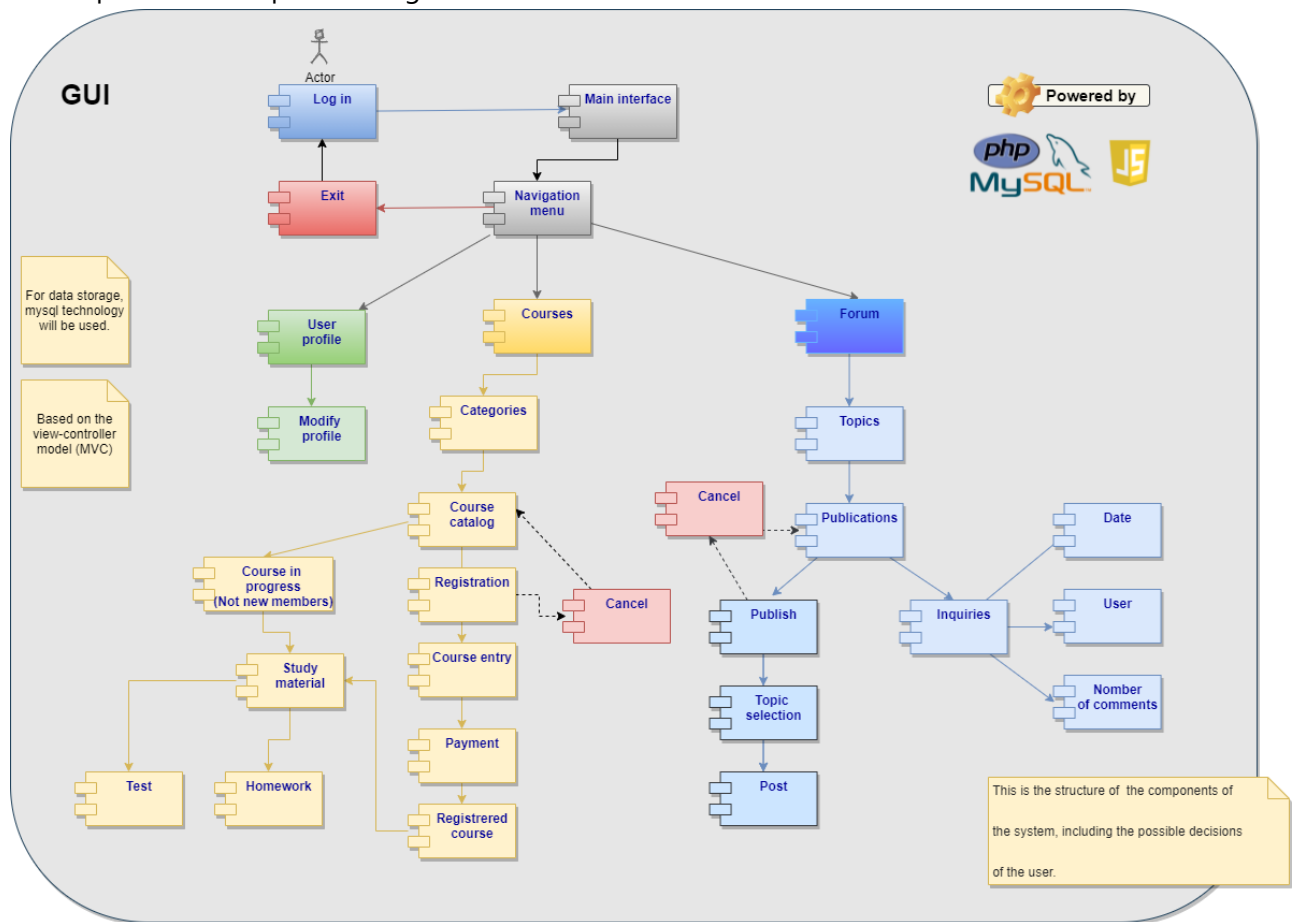 Actor
GUI
Log in
Main interface
Powered by
php
MySQL
JS
Exit
Navigation
menu
For data storage,
mysql technology
will be used.
User
profile
Courses
Forum
Based on the
view-controller
model (MVC)
Modify
profile
Categories
Topics
Course
catalog
Cancel
Publications
Date
Course in
progress
(Not new members)
Registration
Cancel
Publish
Inquiries
User
Study
material
Course entry
Topic
selection
Nomber
of comments
Test
Homework
Payment
Post
Registrered
course
This is the structure of the components of
the system, including the possible decisions
of the user.